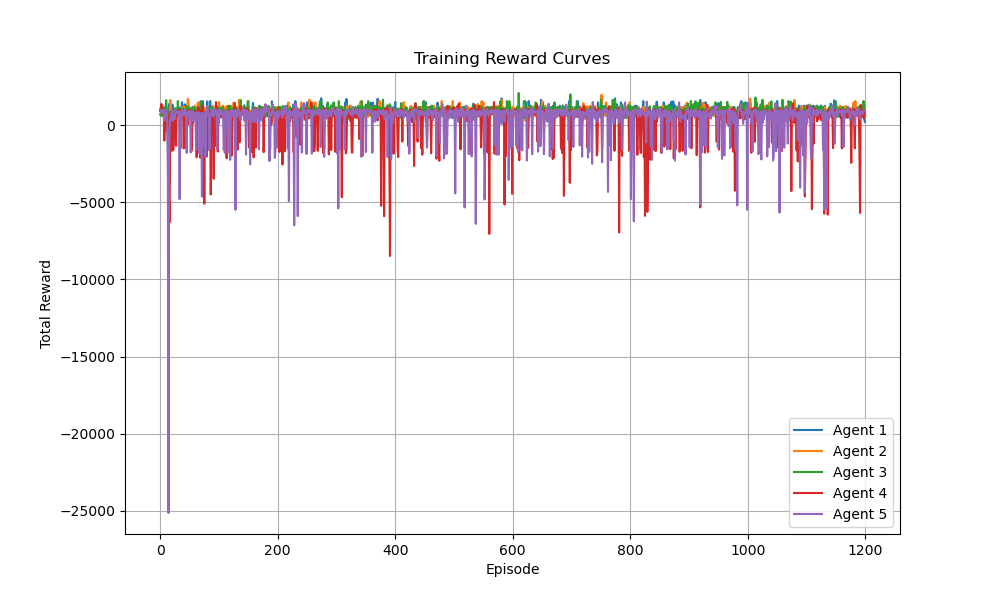 Training Reward Curves
0
−5000
−10000
−15000
−20000
−25000
Total Reward
0 200 400 600 800 1000 1200
Episode
Agent 1
Agent 2
Agent 3
Agent 4
Agent 5